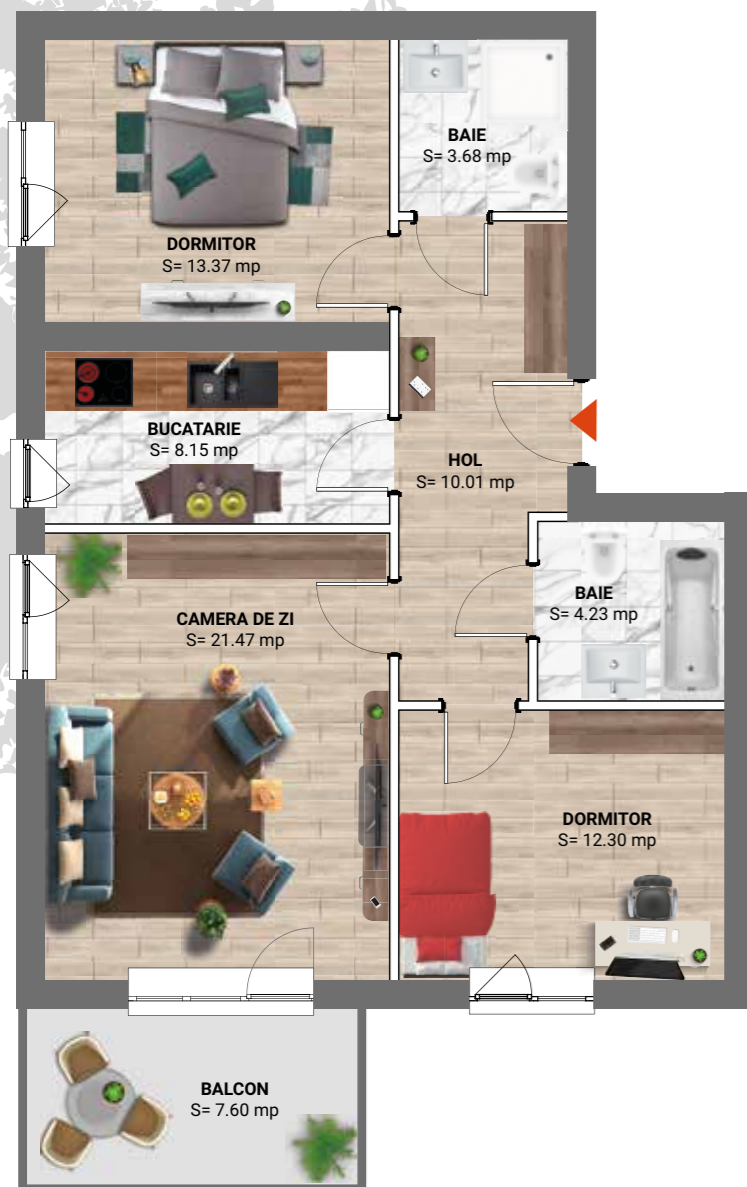 BAIE
S= 3.68 mp
DORMITOR
S= 13.37 mp
BUCATARIE
S= 8.15 mp
HOL
S= 10.01 mp
BAIE
S= 4.23 mp
CAMERA DE ZI
S= 21.47 mp
DORMITOR
S= 12.30 mp
BALCON
S= 7.60 mp